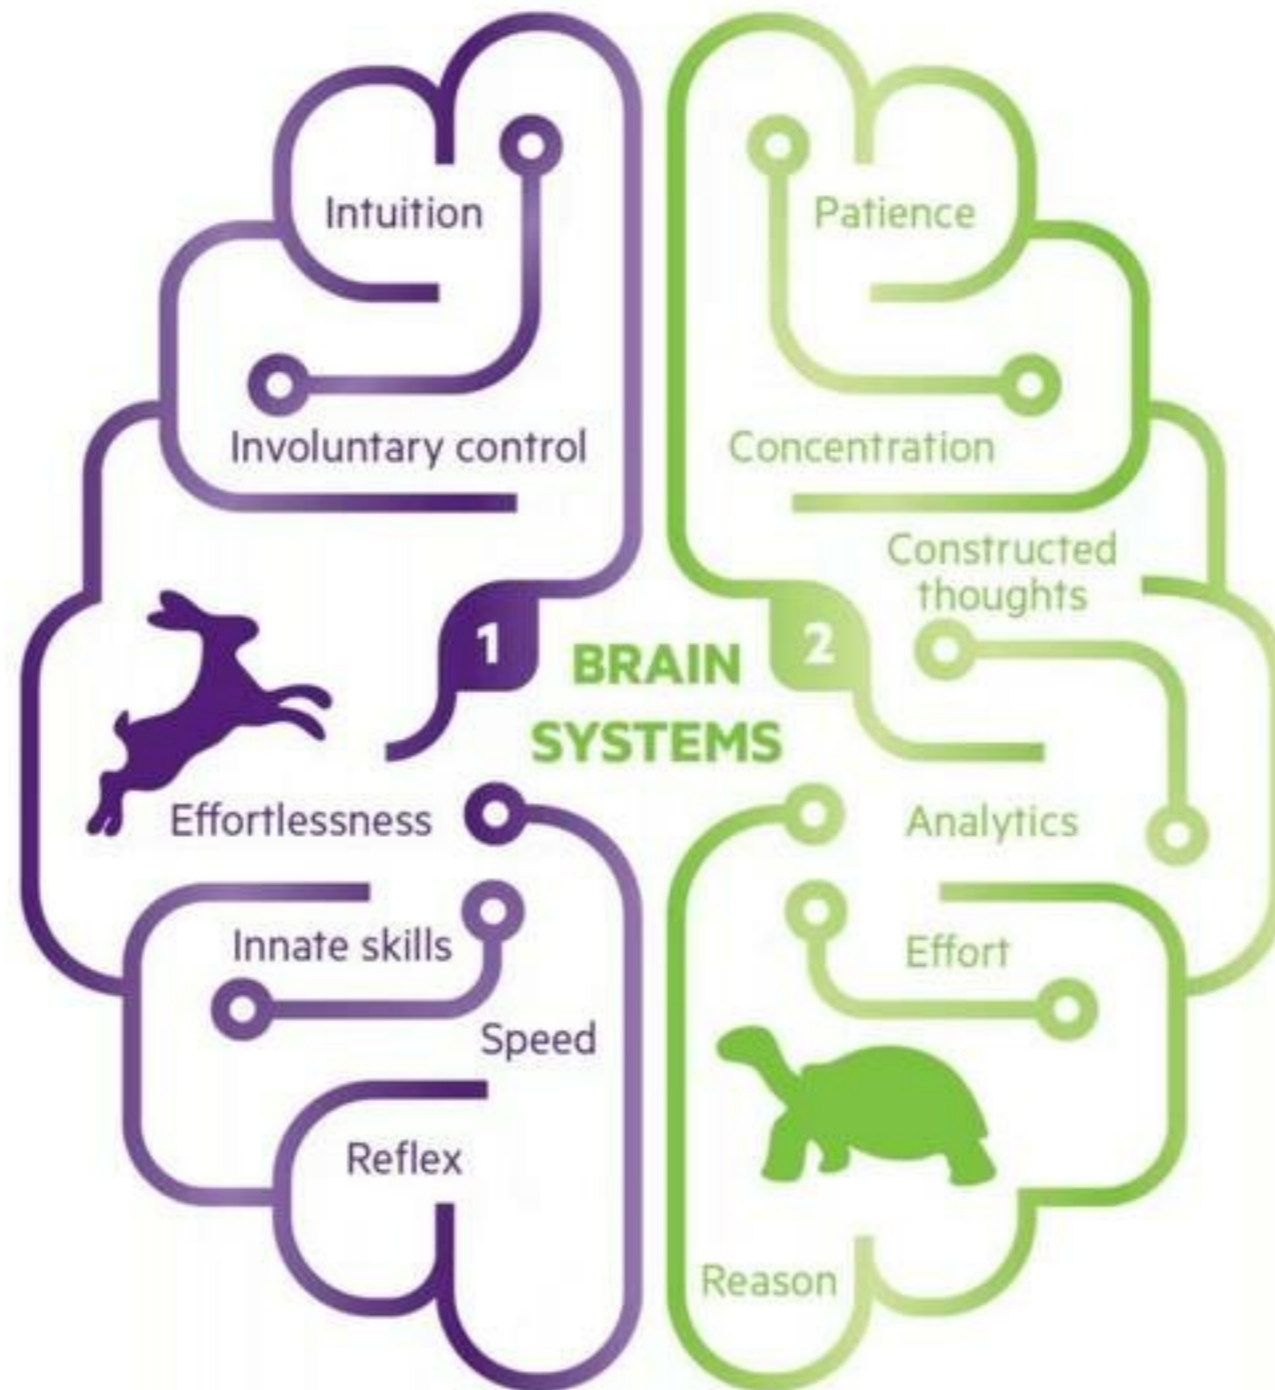 Intuition
Involuntary control
1
Effortlessness
Innate skills
Speed
Reflex
BRAIN
SYSTEMS
Patience
Concentration
Constructed
thoughts
2
Analytics
Effort
Reason